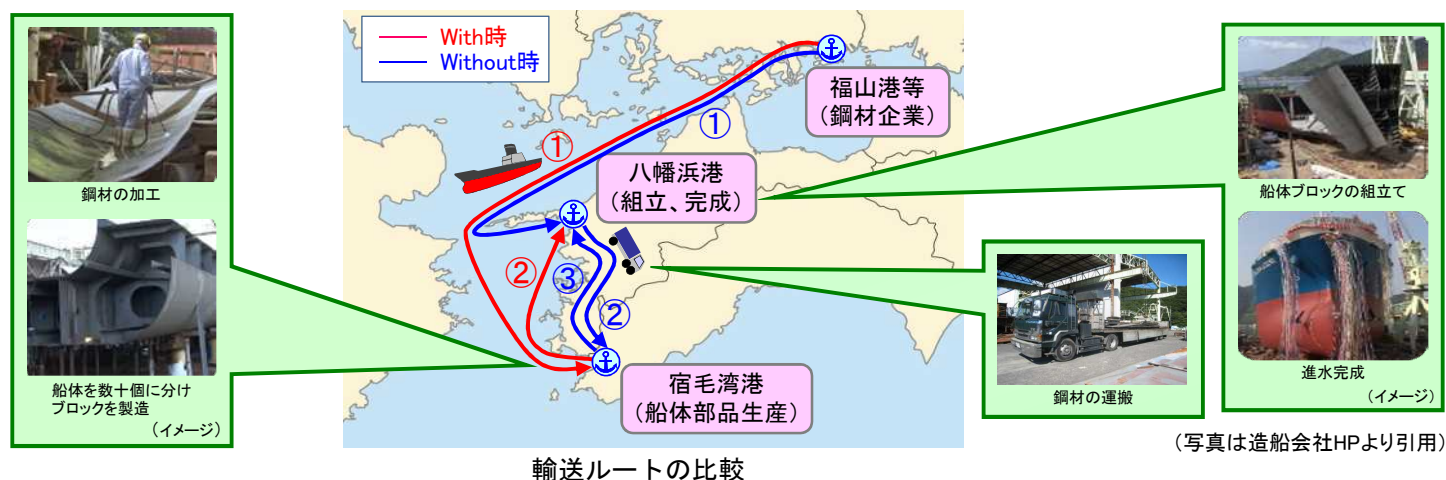 鋼材の加工
船体を数十個に分け
ブロックを製造
(イメージ)
With時
Without時
福山港等
(鋼材企業)
①
①
八幡浜港
(組立、完成)
②
③
②
宿毛湾港
(船体部品生産)
輸送ルートの比較
鋼材の運搬
船体ブロックの組立て
進水完成
(イメージ)
(写真は造船会社HPより引用)